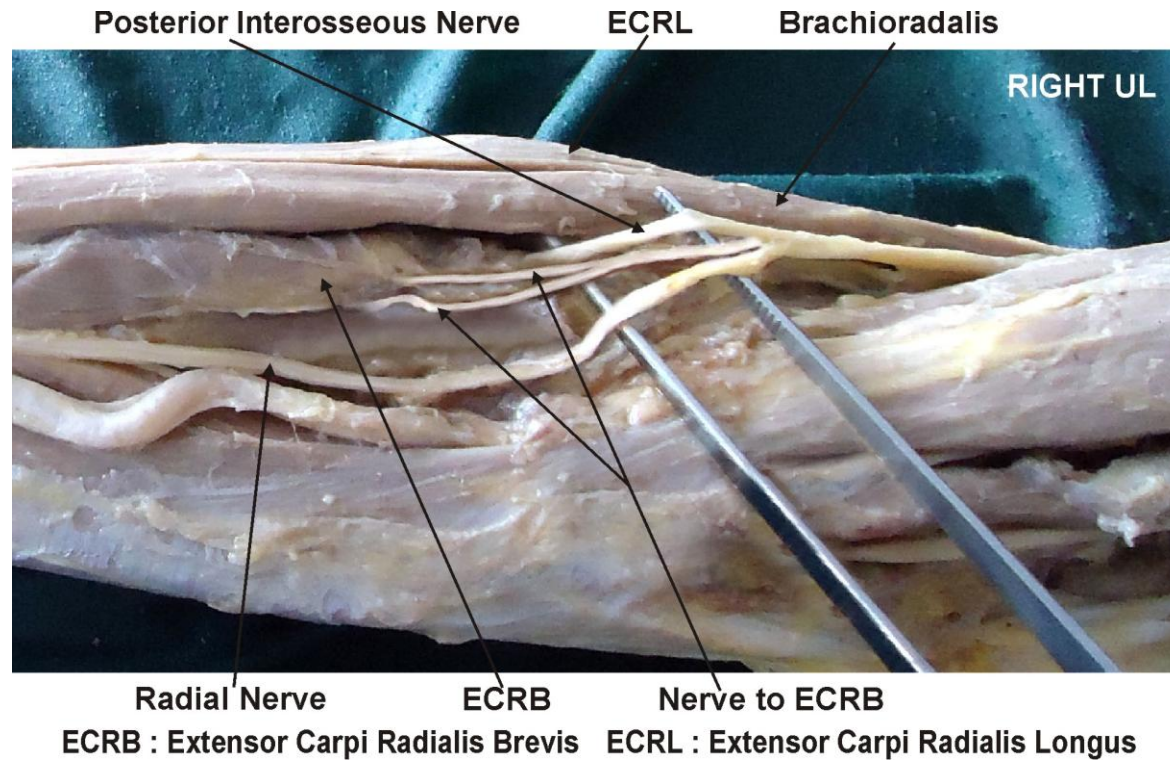 Posterior Interosseous Nerve ECRL Brachioradalis
RIGHT UL
Radial Nerve ECRB Nerve to ECRB
ECRB : Extensor Carpi Radialis Brevis ECRL : Extensor Carpi Radialis Longus